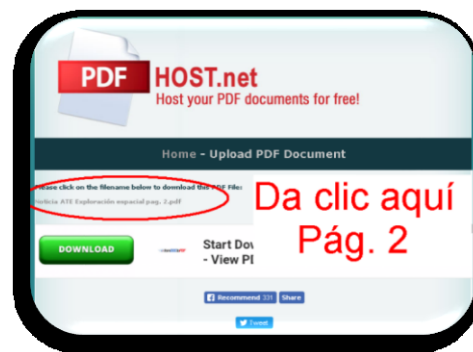 PDF
HOST.net
Host your PDF documents for free!
Home - Upload PDF Document
Please click on the filename below to download this PDF File:
Noticia ATE Exploración espacial pag. 2.pdf
Da clic aquí
Pág. 2
DOWNLOAD
Start Dow
- View PD
Recommend 331 Share
Tweet